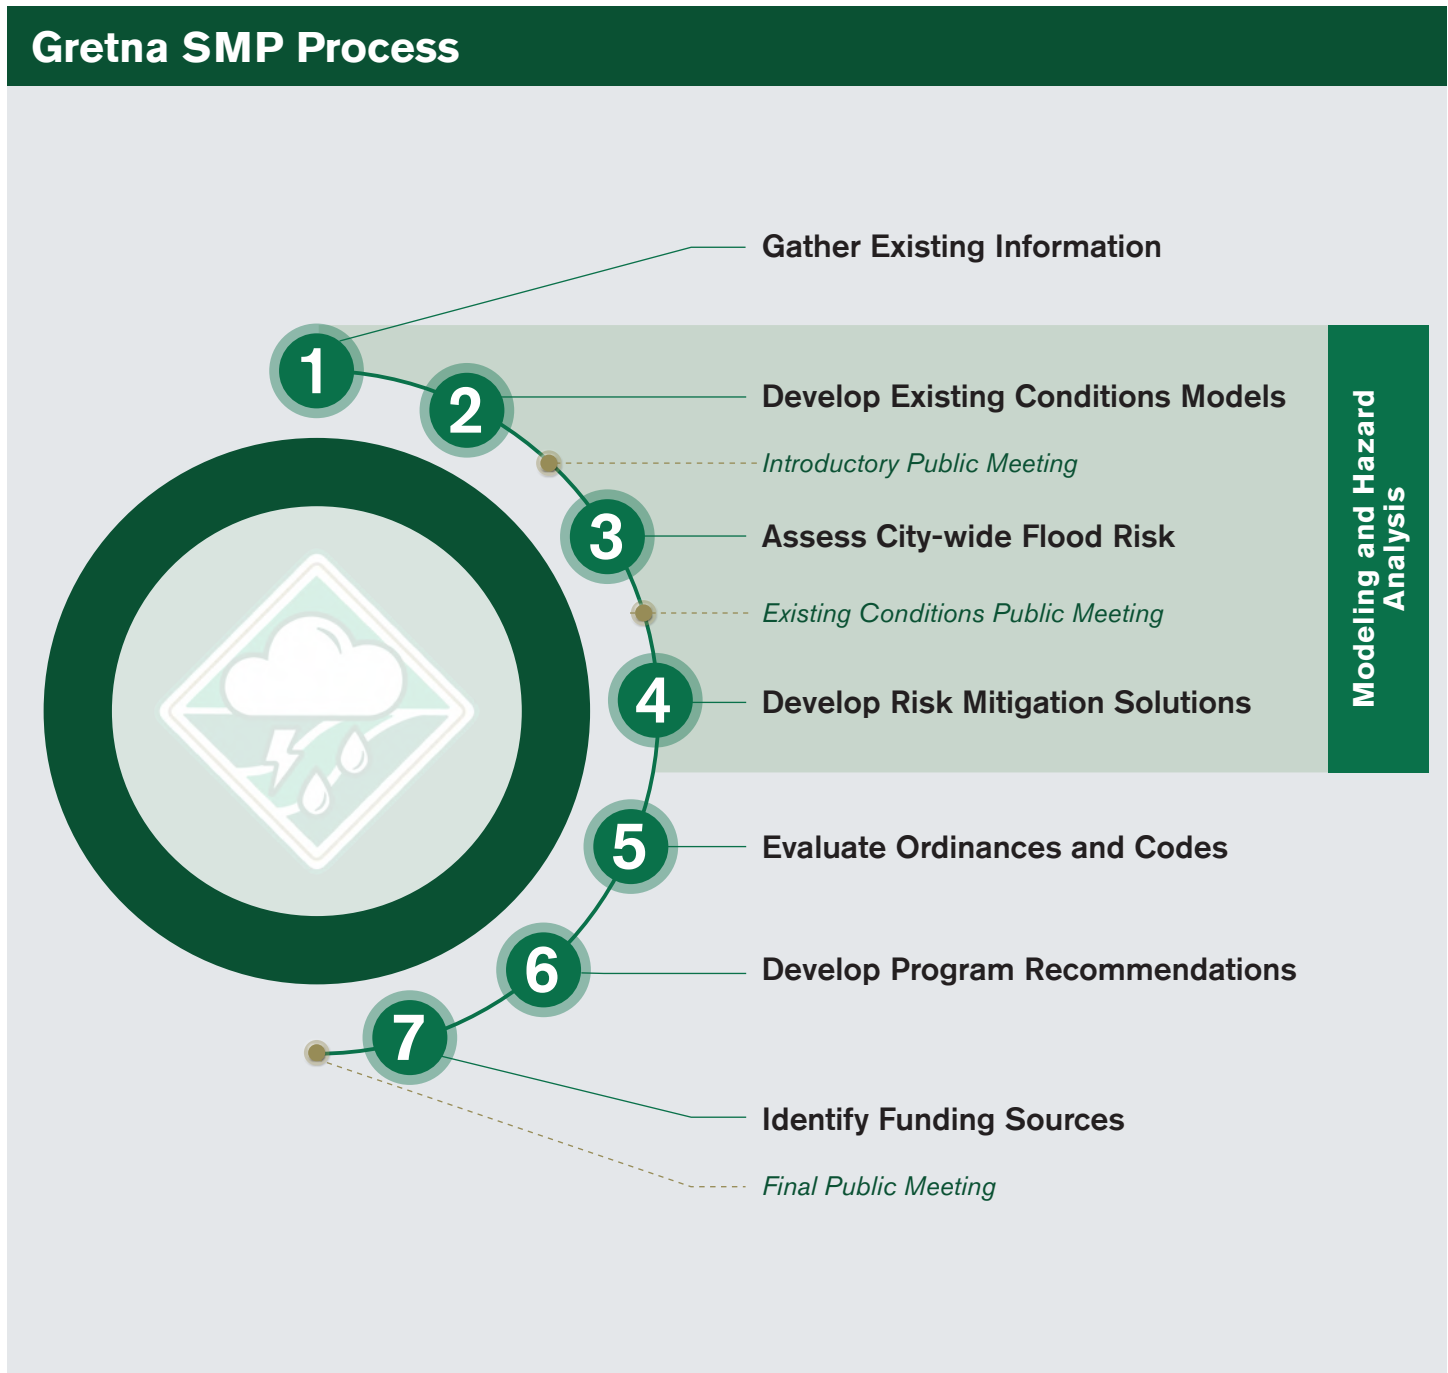 Gretna SMP Process
1
Gather Existing Information
2
Develop Existing Conditions Models
Introductory Public Meeting
3
Assess City-wide Flood Risk
Existing Conditions Public Meeting
4
Develop Risk Mitigation Solutions
Modeling and Hazard
Analysis
5
Evaluate Ordinances and Codes
6
Develop Program Recommendations
7
Identify Funding Sources
Final Public Meeting